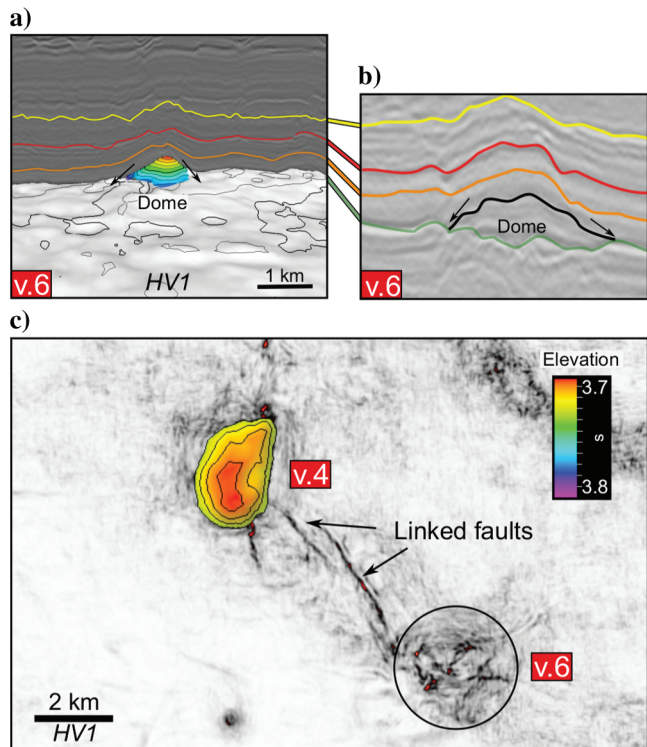 a)
Dome
v.6
HV1
1 km
b)
Dome
v.6
c)
Elevation
3.7
s
3.8
v.4
Linked faults
v.6
2 km
HV1